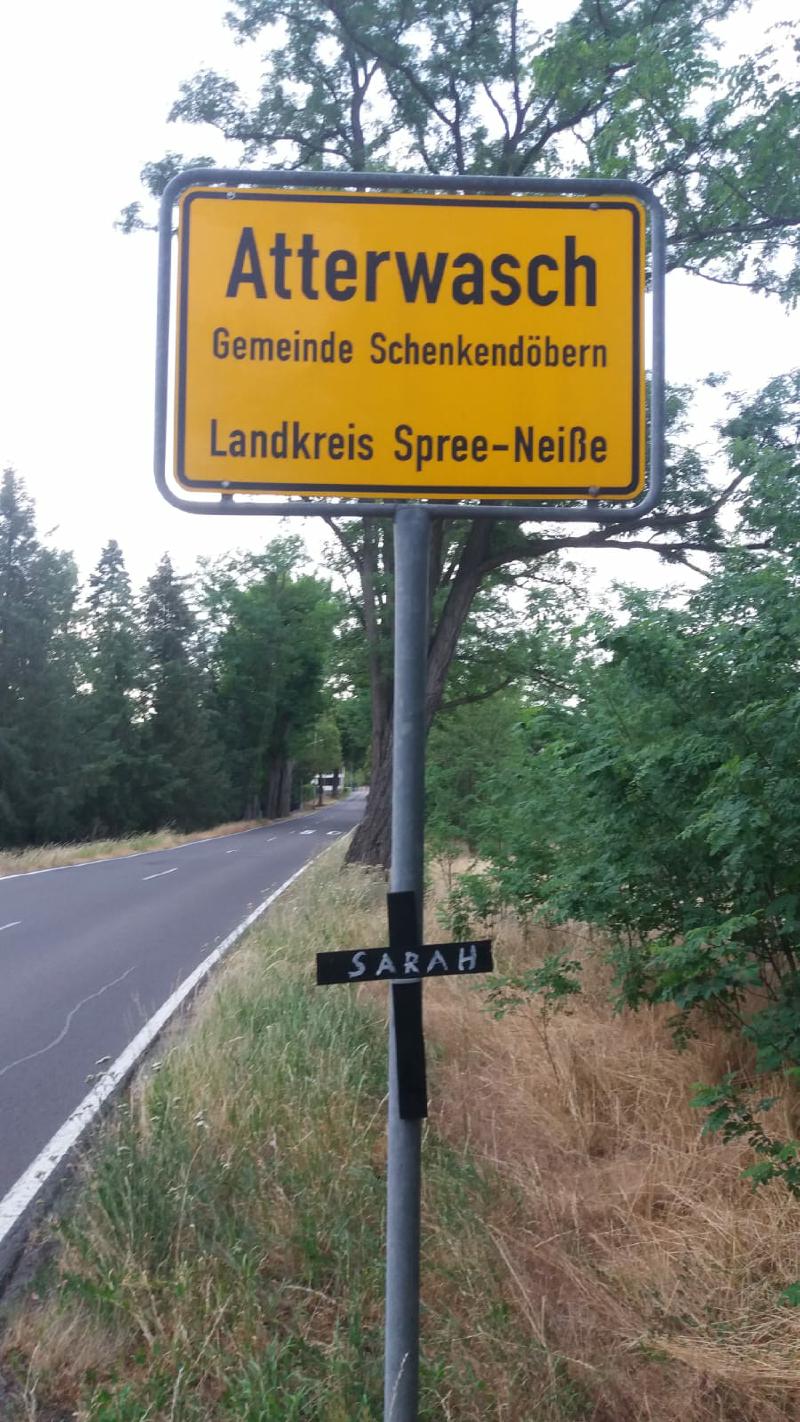 Atterwasch
Gemeinde Schenkendöbern
Landkreis Spree-Neiße
SARAH